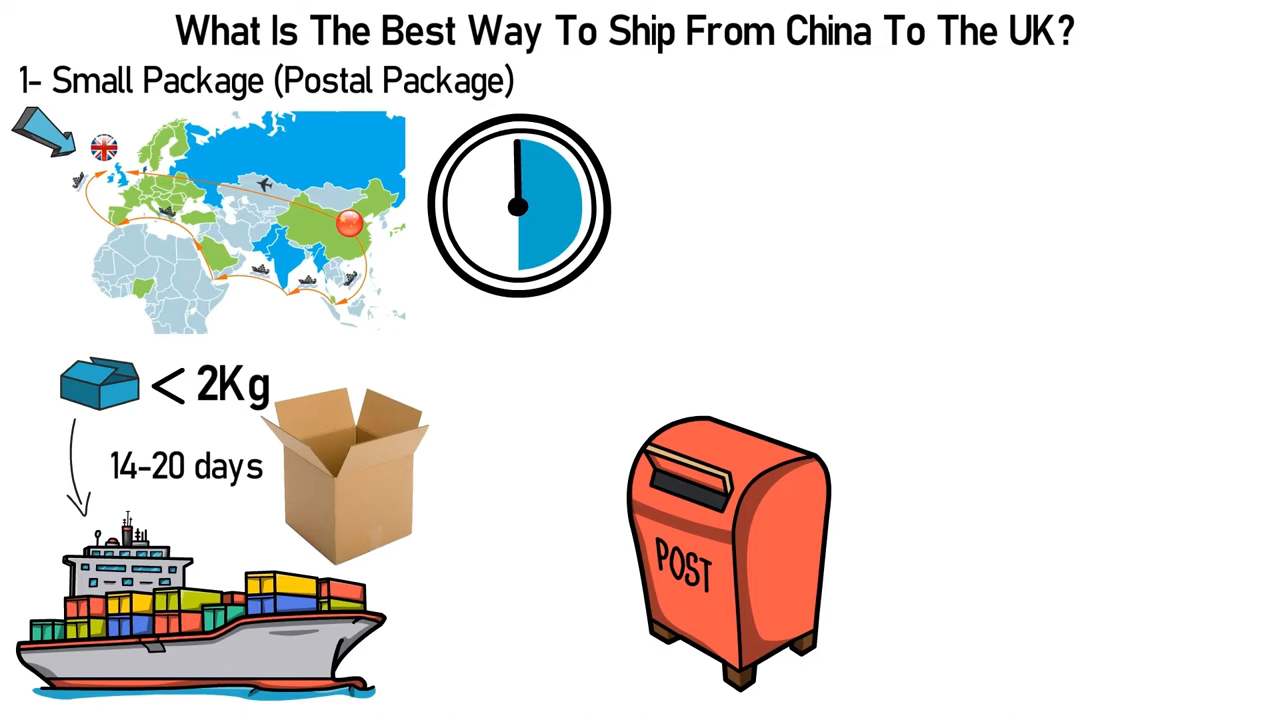 What Is The Best Way To Ship From China To The UK?
1- Small Package (Postal Package)
< 2Kg
14-20 days
POST